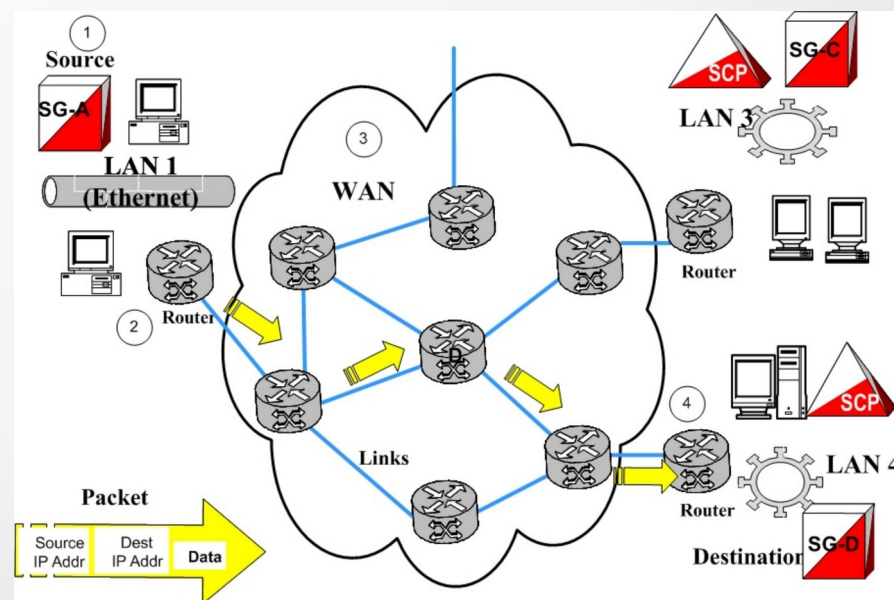 1
Source
SG-A
LAN 1
(Ethernet)
2
Router
3
WAN
D
Links
SCP
SG-C
LAN 3
Router
4
SCP
LAN 4
Router
Destination
SG-D
Packet
Source
IP Addr
Dest
IP Addr
Data